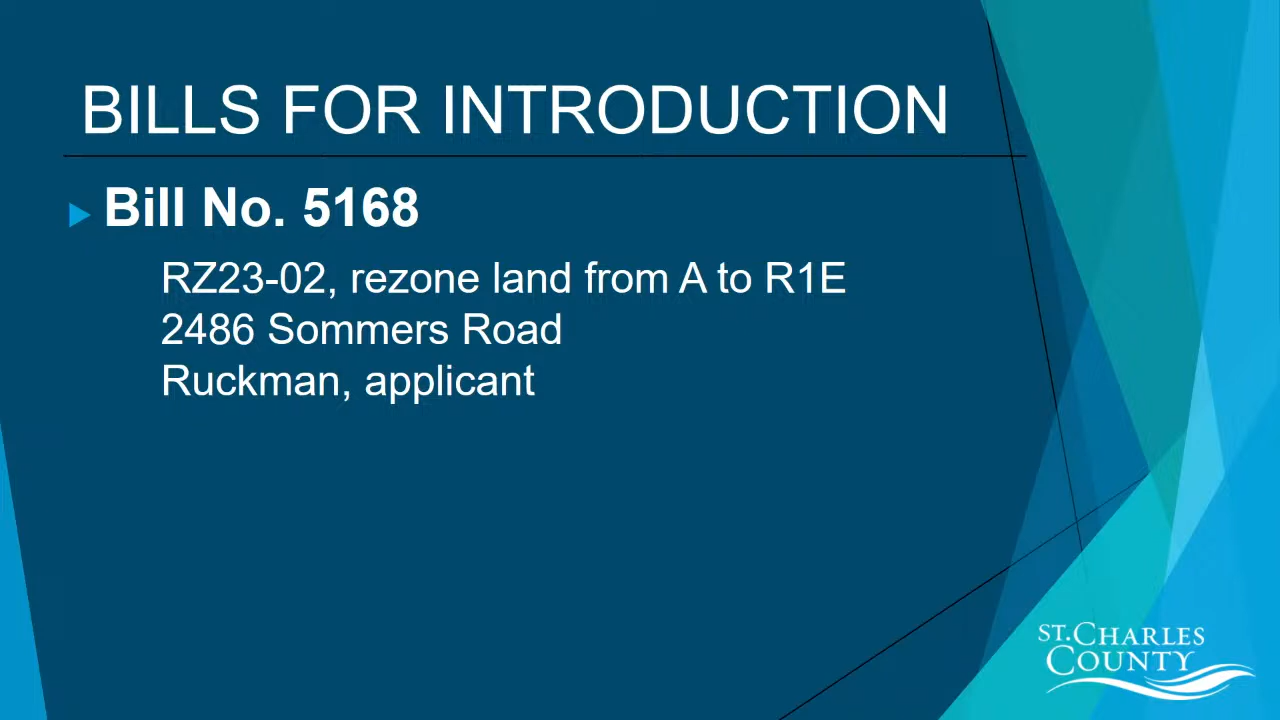 BILLS FOR INTRODUCTION
Bill No. 5168
RZ23-02, rezone land from A to R1E
2486 Sommers Road
Ruckman, applicant
ST. CHARLES
COUNTY